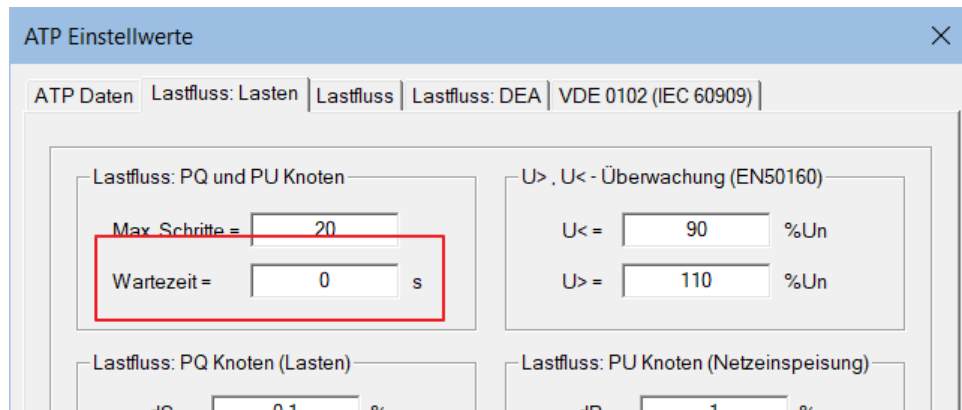 ATP Einstellwerte
ATP Daten Lastfluss: Lasten Lastfluss Lastfluss: DEA VDE 0102 (IEC 60909)
Lastfluss: PQ und PU Knoten
Max. Schritte = 20
Wartezeit = 0 s
U> , U< - Überwachung (EN50160)
U< = 90 %Un
U> = 110 %Un
Lastfluss: PQ Knoten (Lasten)
Lastfluss: PU Knoten (Netzeinspeisung)